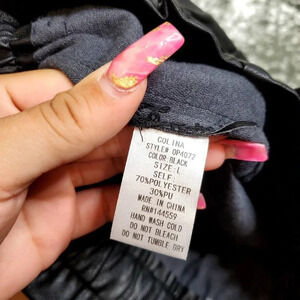 COLINA
STYLE# OP4072
COLOR:BLACK
SIZE: L
SELF:
70%POLYESTER
30%PU
MADE IN CHINA
RN#144559
HAND WASH COLD
DO NOT BLEACH
DO NOT TUMBLE DRY